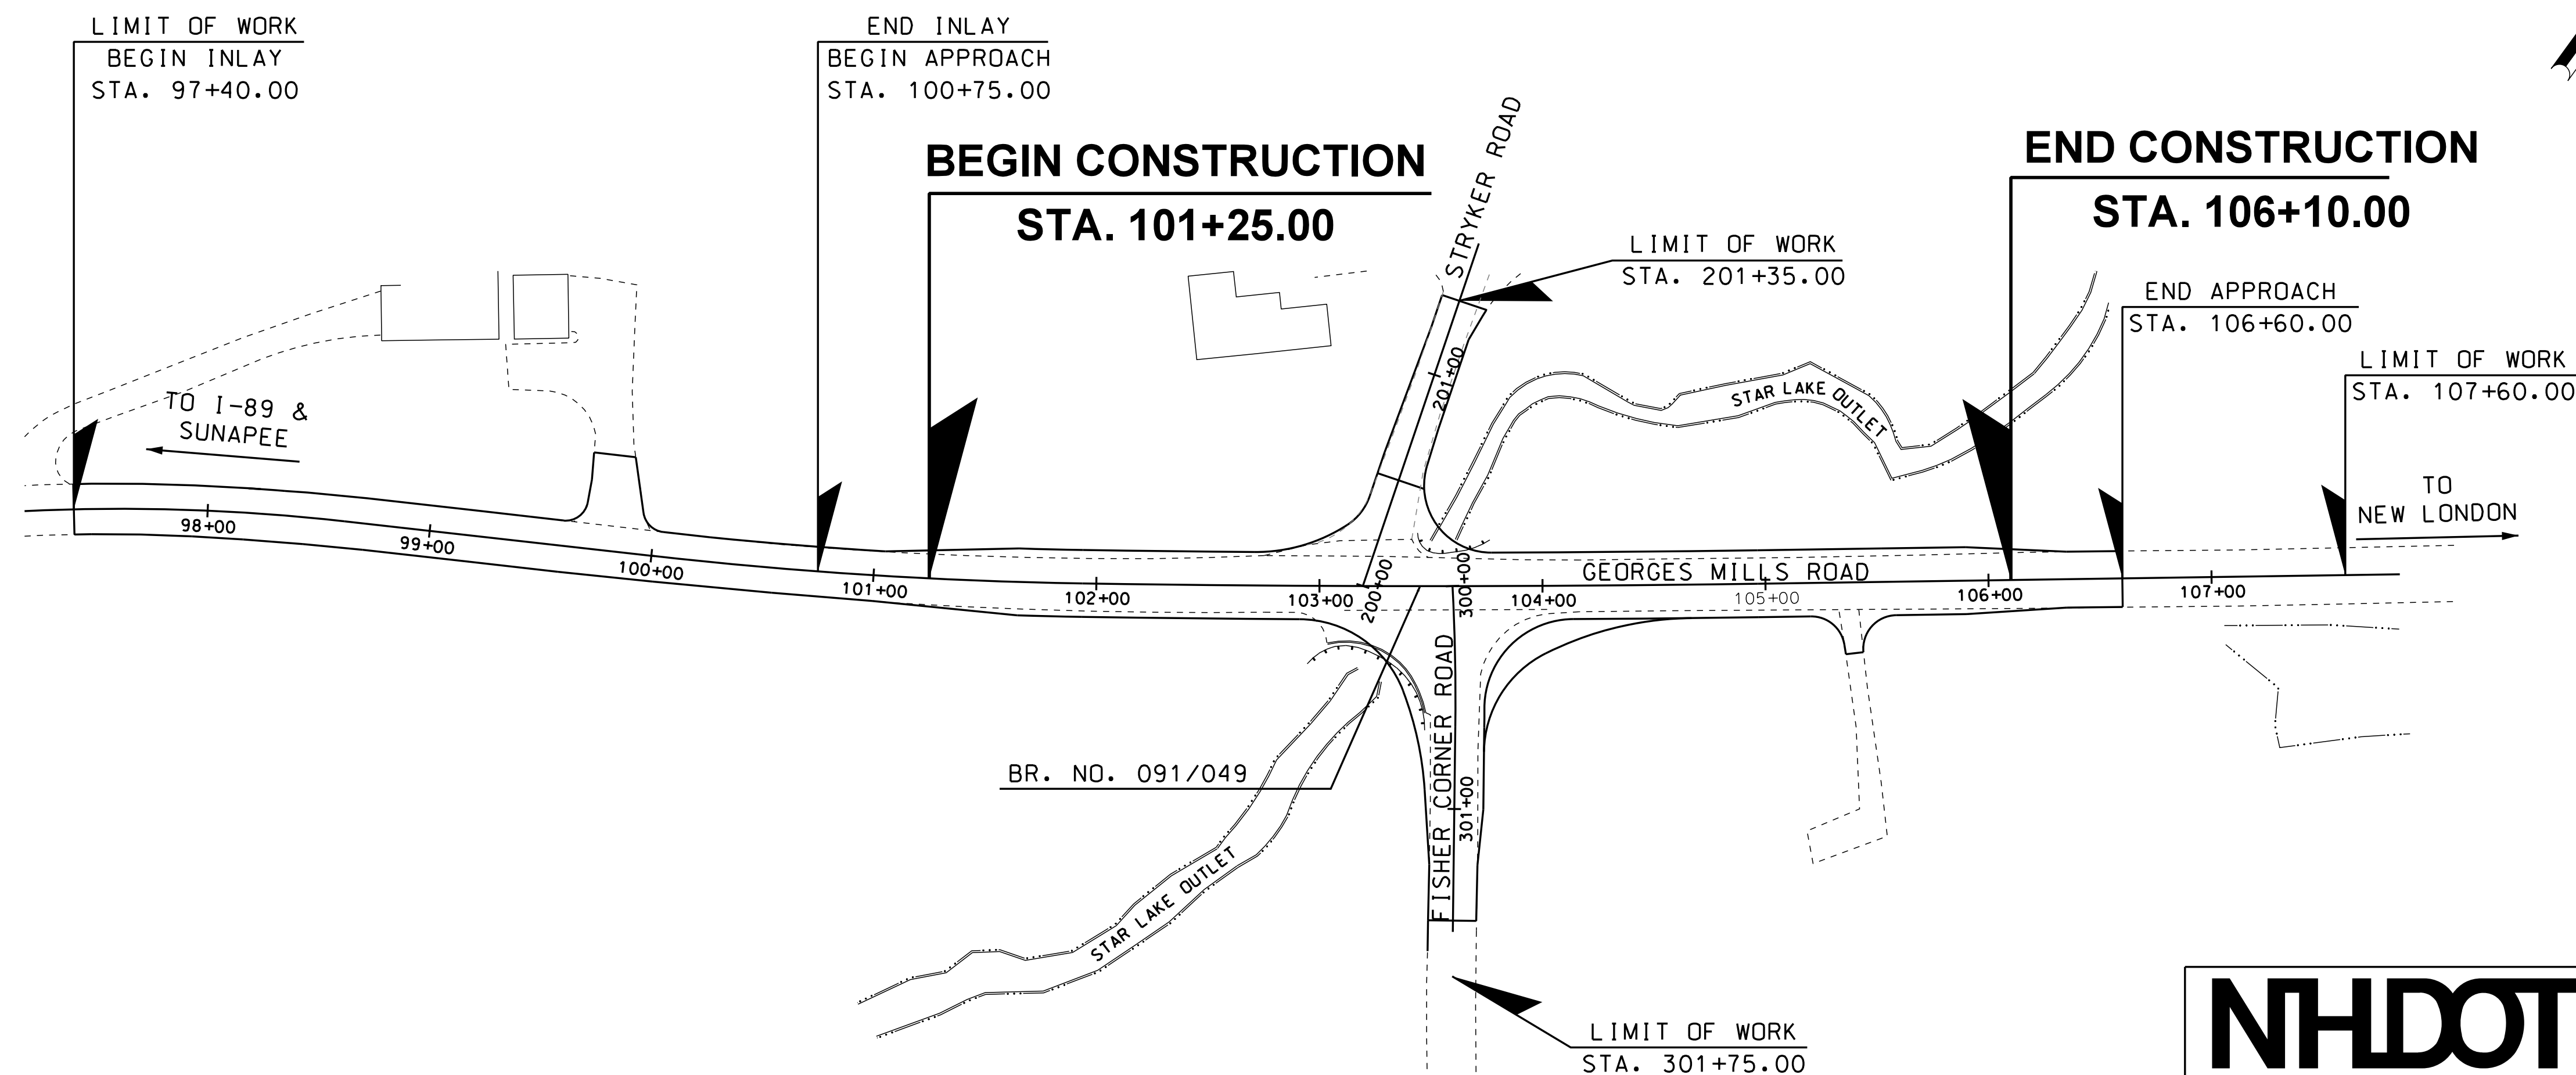 LIMIT OF WORK
BEGIN INLAY
STA. 97+40.00
END INLAY
BEGIN APPROACH
STA. 100+75.00
BEGIN CONSTRUCTION
STA. 101+25.00
STRYKER ROAD
LIMIT OF WORK
STA. 201+35.00
END CONSTRUCTION
STA. 106+10.00
END APPROACH
STA. 106+60.00
LIMIT OF WORK
STA. 107+60.00
TO I-89 &
SUNAPEE
201+00
STAR LAKE OUTLET
TO
NEW LONDON
98+00
99+00
100+00
101+00
102+00
103+00
200+00
300+00
104+00
GEORGES MILLS ROAD
105+00
106+00
107+00
BR. NO. 091/049
FISHER CORNER ROAD
301+00
STAR LAKE OUTLET
LIMIT OF WORK
STA. 301+75.00
NHDOT